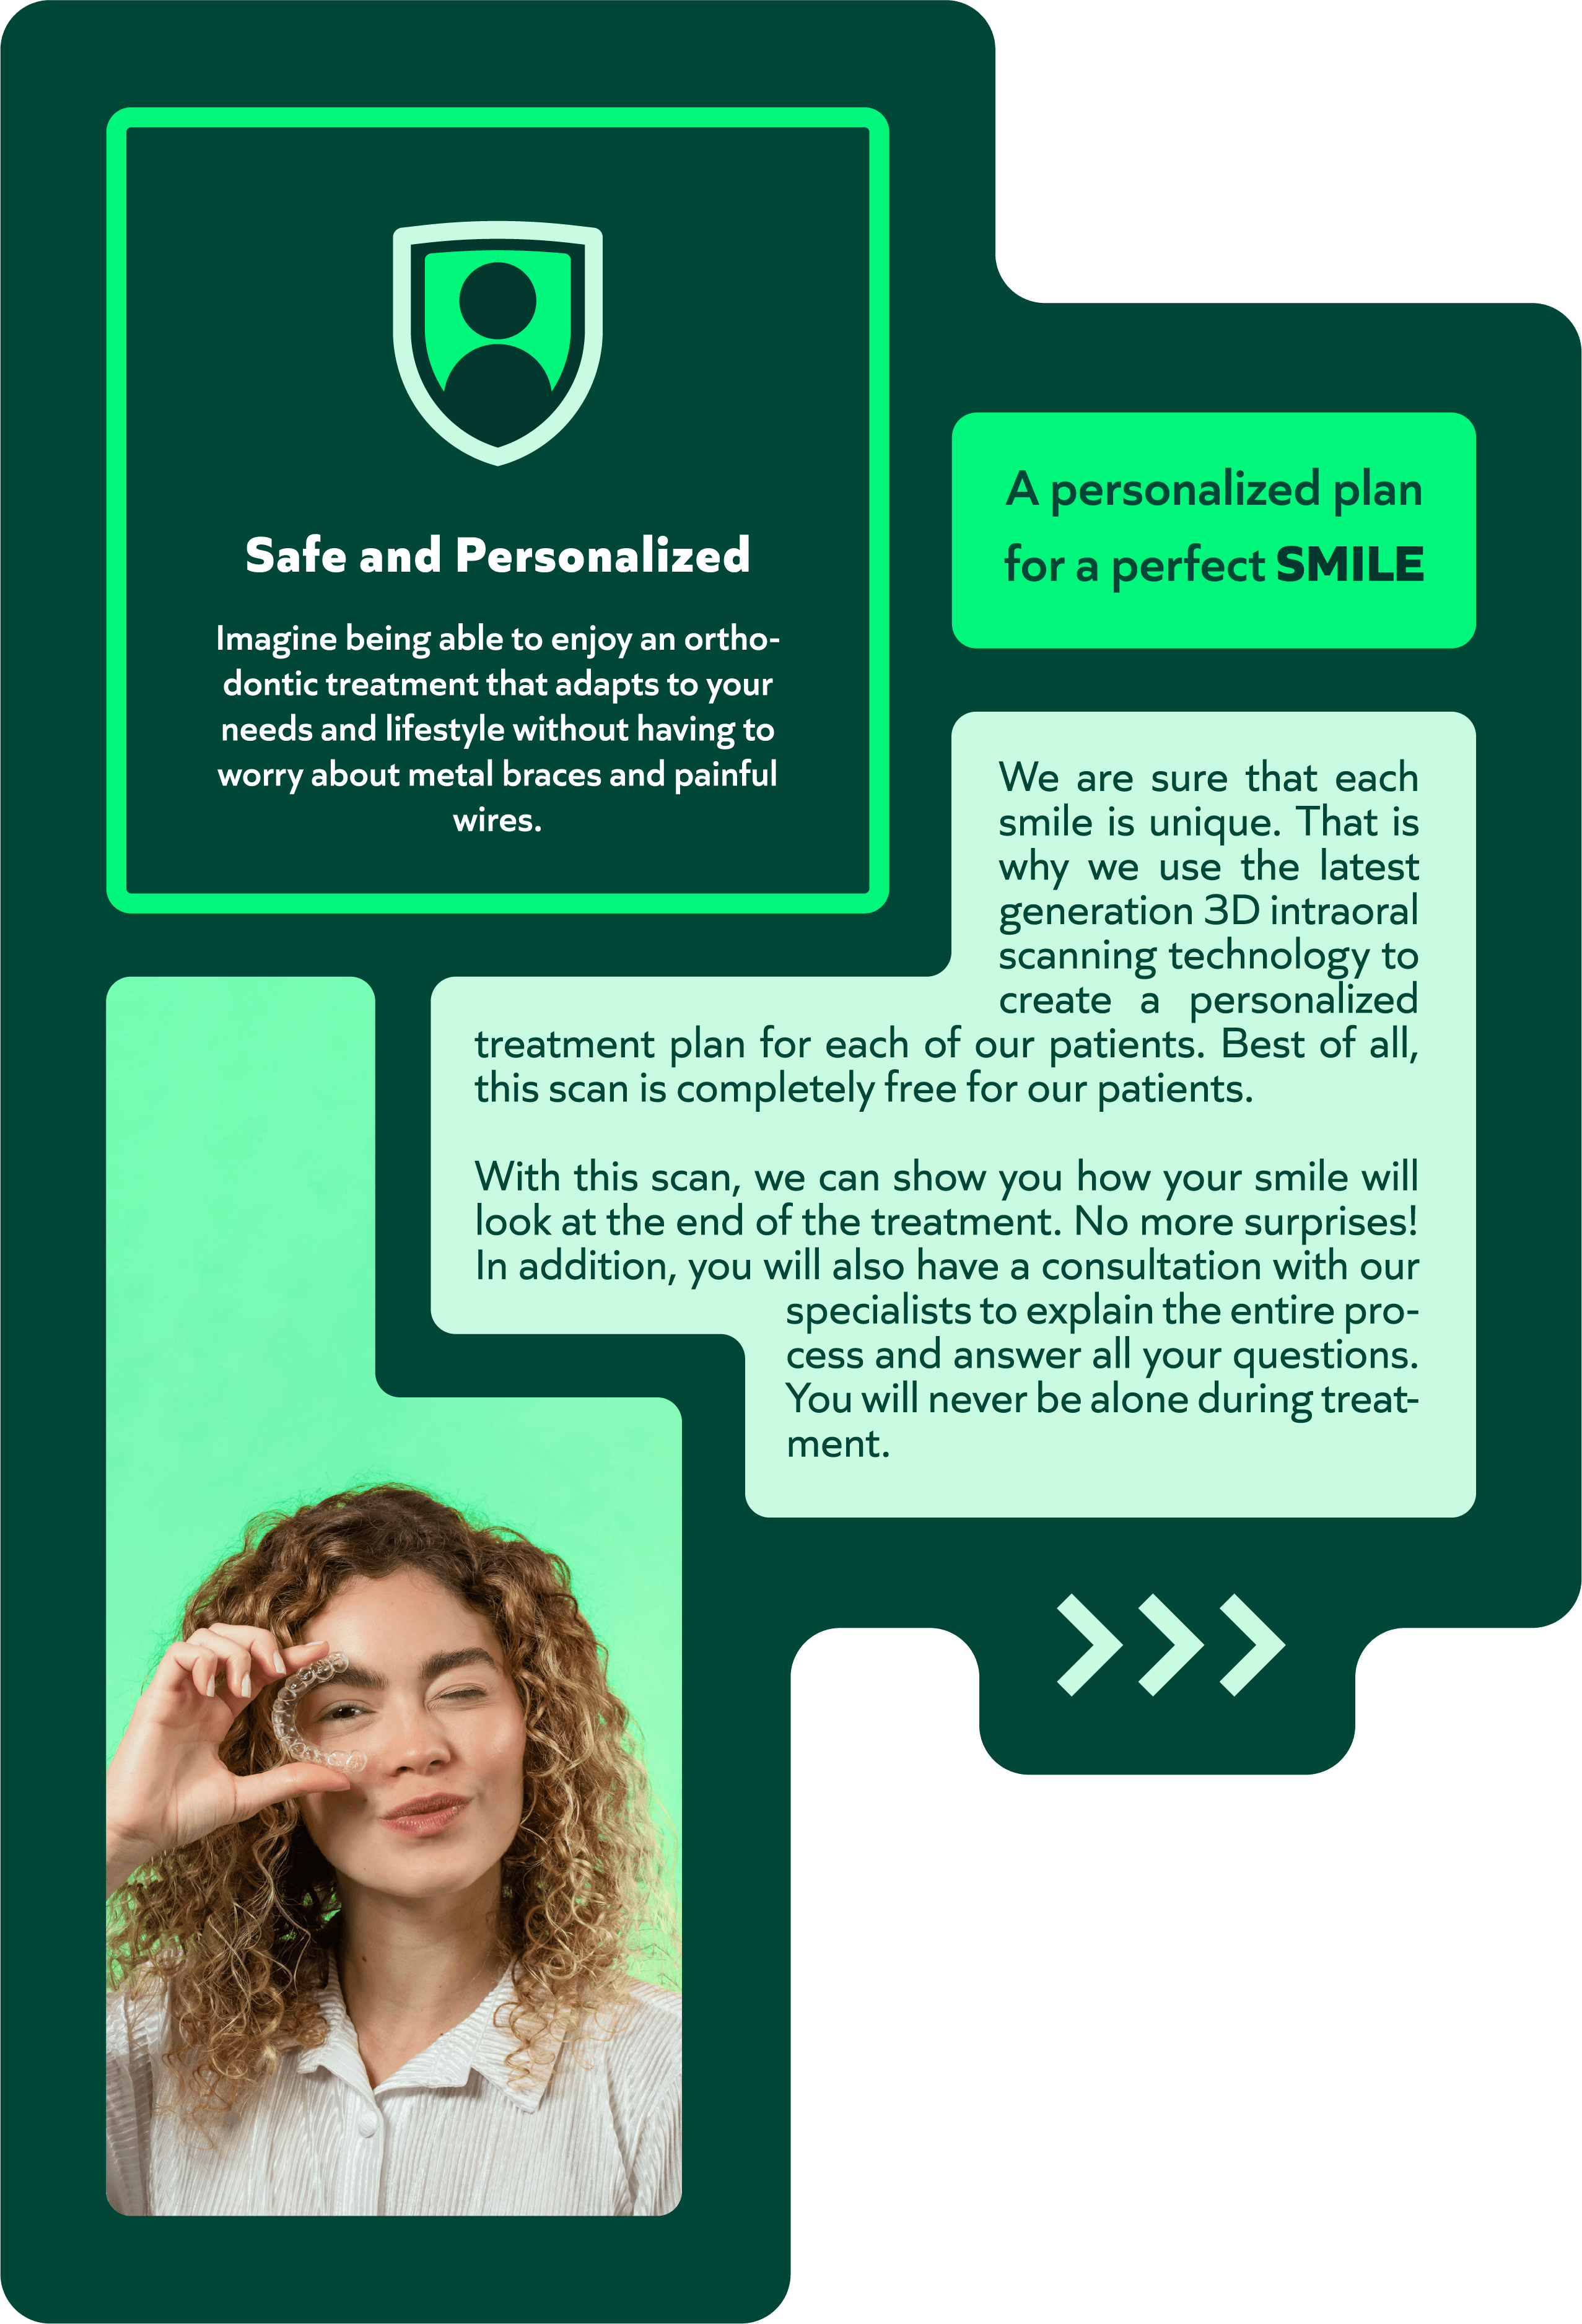 Safe and Personalized
Imagine being able to enjoy an ortho-
dontic treatment that adapts to your
needs and lifestyle without having to
worry about metal braces and painful
wires.
A personalized plan
for a perfect SMILE
We are sure that each
smile is unique. That is
why we use the latest
generation 3D intraoral
scanning technology to
create a personalized
treatment plan for each of our patients. Best of all,
this scan is completely free for our patients.
With this scan, we can show you how your smile will
look at the end of the treatment. No more surprises!
In addition, you will also have a consultation with our
specialists to explain the entire pro-
cess and answer all your questions.
You will never be alone during treat-
ment.